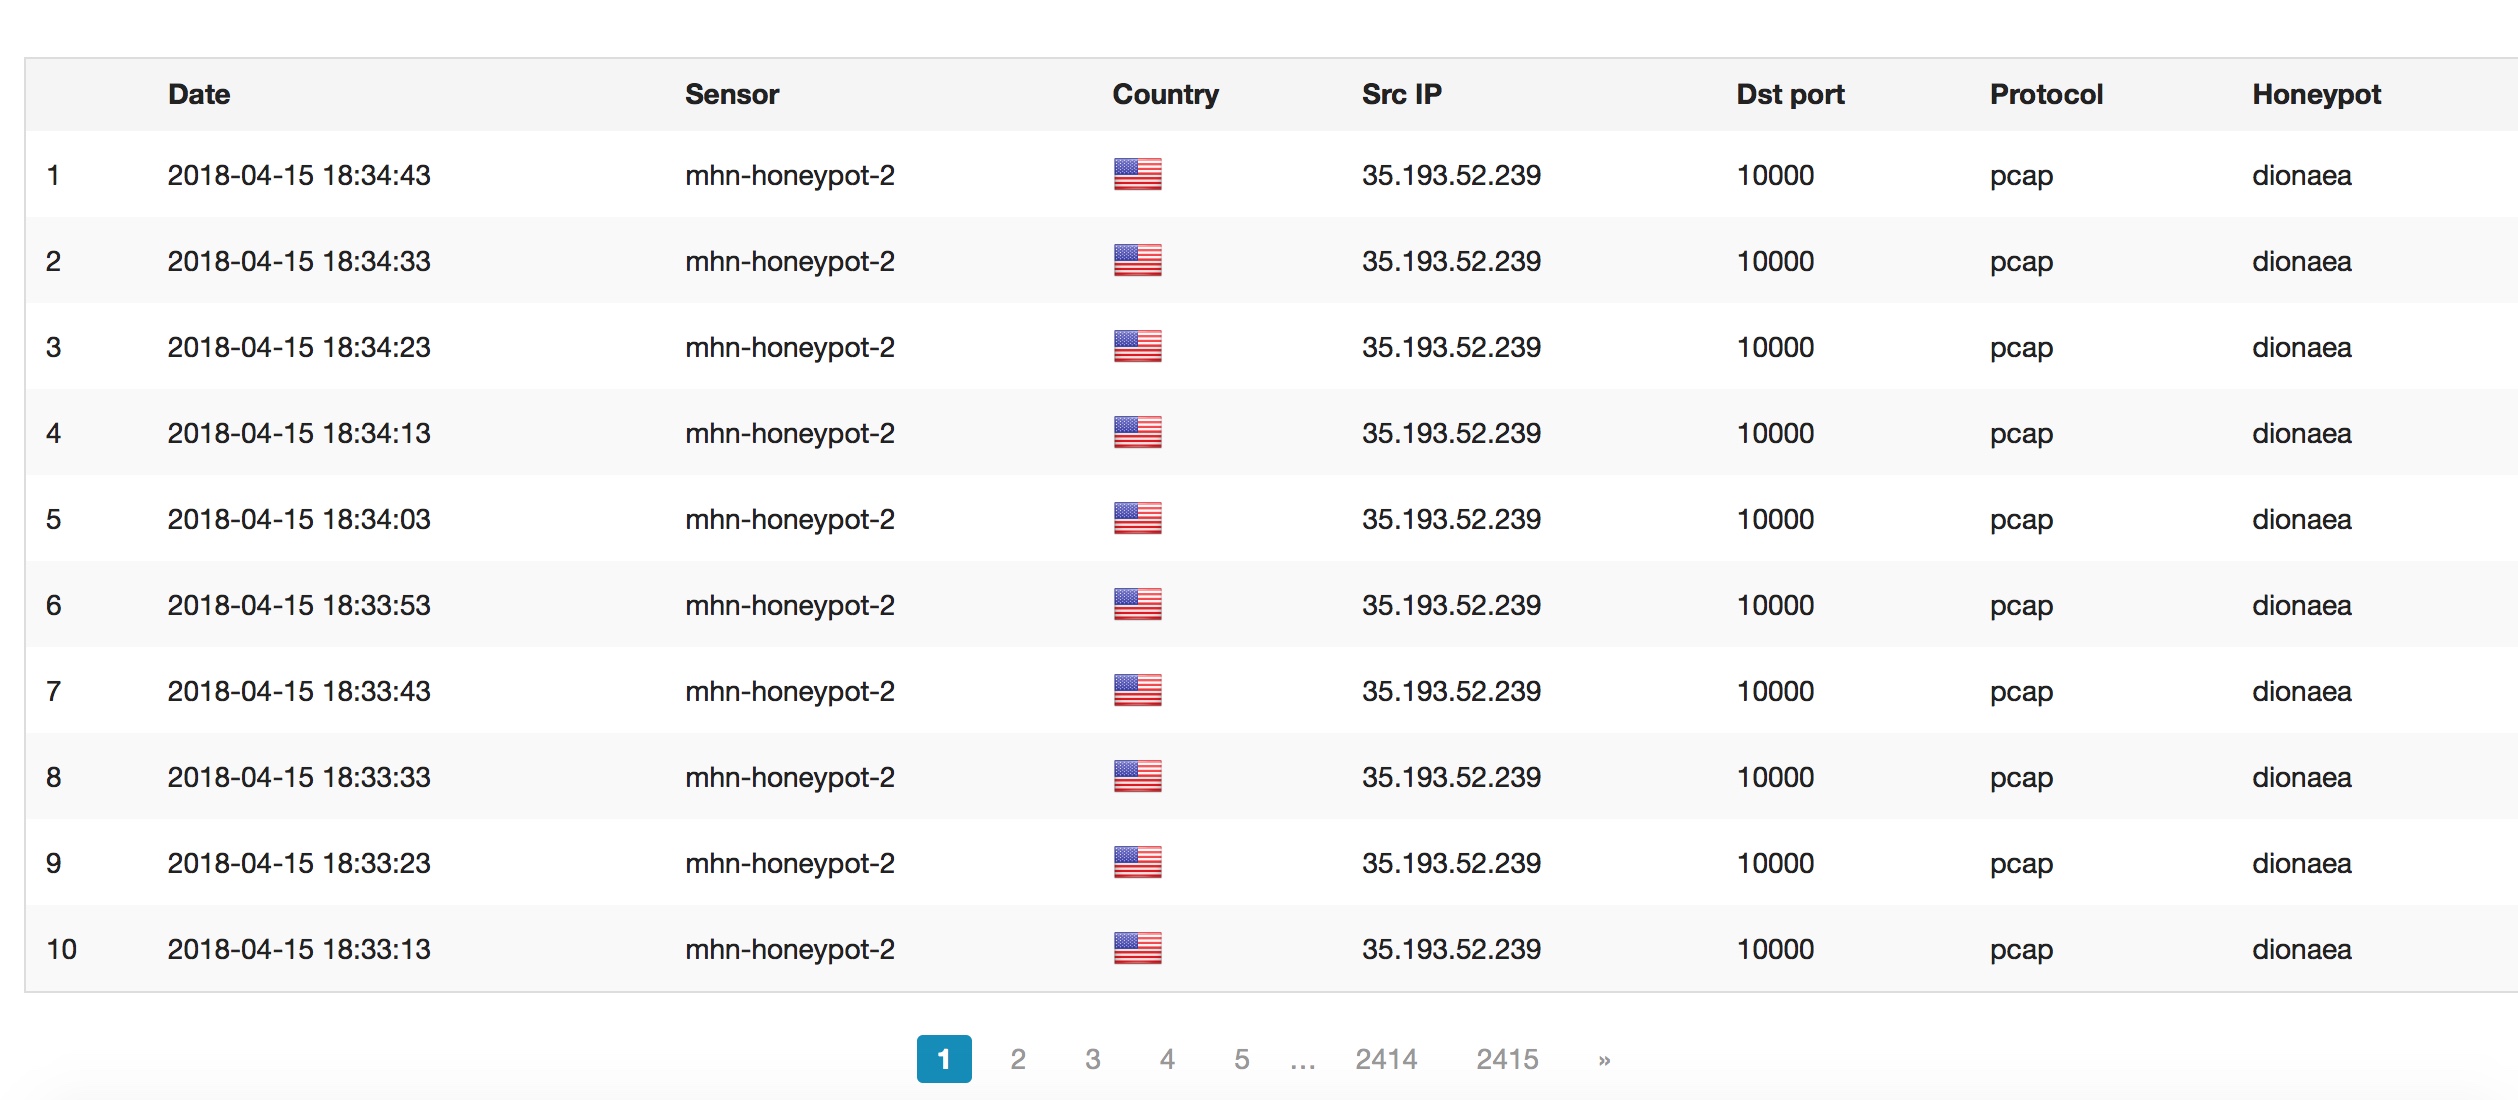 Date Sensor Country Src IP Dst port Protocol Honeypot
1 2018-04-15 18:34:43 mhn-honeypot-2 35.193.52.239 10000 pcap dionaea
2 2018-04-15 18:34:33 mhn-honeypot-2 35.193.52.239 10000 pcap dionaea
3 2018-04-15 18:34:23 mhn-honeypot-2 35.193.52.239 10000 pcap dionaea
4 2018-04-15 18:34:13 mhn-honeypot-2 35.193.52.239 10000 pcap dionaea
5 2018-04-15 18:34:03 mhn-honeypot-2 35.193.52.239 10000 pcap dionaea
6 2018-04-15 18:33:53 mhn-honeypot-2 35.193.52.239 10000 pcap dionaea
7 2018-04-15 18:33:43 mhn-honeypot-2 35.193.52.239 10000 pcap dionaea
8 2018-04-15 18:33:33 mhn-honeypot-2 35.193.52.239 10000 pcap dionaea
9 2018-04-15 18:33:23 mhn-honeypot-2 35.193.52.239 10000 pcap dionaea
10 2018-04-15 18:33:13 mhn-honeypot-2 35.193.52.239 10000 pcap dionaea
1 2 3 4 5 ... 2414 2415 »